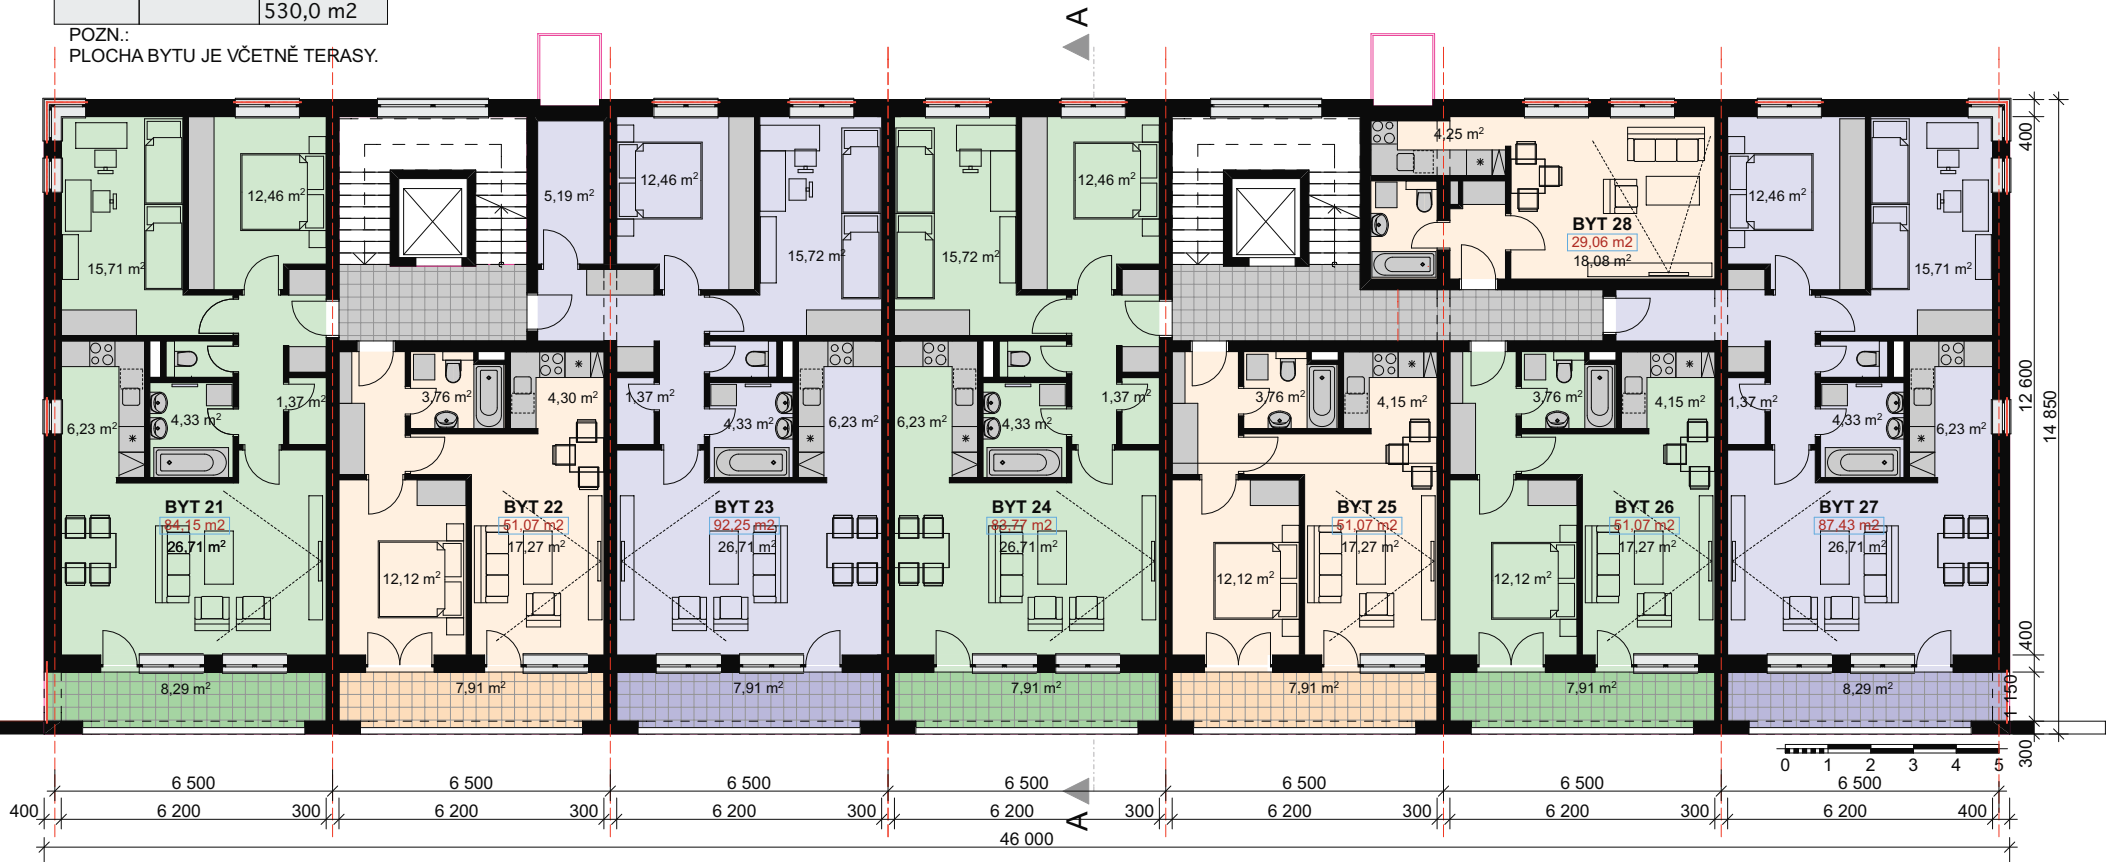 530,0 m2
POZN.:
PLOCHA BYTU JE VČETNĚ TERASY.
A
400
12 600
14 850
400
1 150
300
15,71 m²
12,46 m²
5,19 m²
12,46 m²
15,72 m²
15,72 m²
12,46 m²
4,25 m²
BYT 28
29,06 m2
18,08 m²
12,46 m²
15,71 m²
6,23 m²
4,33 m²
1,37 m²
3,76 m²
4,30 m²
1,37 m²
4,33 m²
6,23 m²
6,23 m²
4,33 m²
1,37 m²
3,76 m²
4,15 m²
3,76 m²
4,15 m²
1,37 m²
4,33 m²
6,23 m²
BYT 21
84,15 m2
26,71 m²
BYT 22
51,07 m2
17,27 m²
12,12 m²
BYT 23
92,25 m2
26,71 m²
BYT 24
83,77 m2
26,71 m²
BYT 25
51,07 m2
17,27 m²
12,12 m²
BYT 26
51,07 m2
17,27 m²
12,12 m²
BYT 27
87,43 m2
26,71 m²
8,29 m²
7,91 m²
7,91 m²
7,91 m²
7,91 m²
7,91 m²
8,29 m²
0 1 2 3 4 5
6 500 6 500 6 500 6 500 6 500 6 500 6 500
400 6 200 300 6 200 300 6 200 300 6 200 300 6 200 300 6 200 300 6 200 400
A
46 000